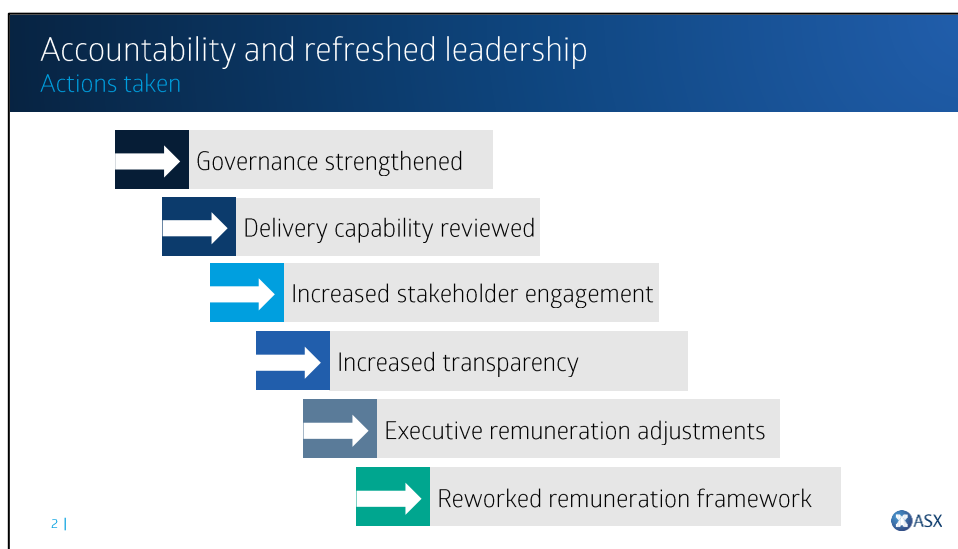 Accountability and refreshed leadership
Actions taken
Governance strengthened
Delivery capability reviewed
Increased stakeholder engagement
Increased transparency
Executive remuneration adjustments
Reworked remuneration framework
2 |
ASX